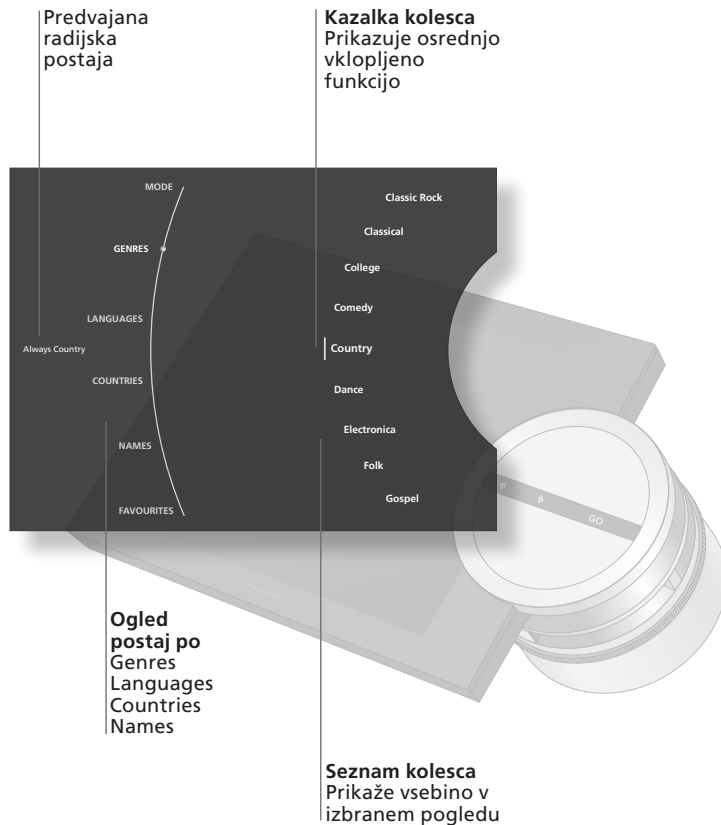 Predvajana
radijska
postaja
Kazalka kolesca
Prikazuje osrednjo
vklopljeno
funkcijo
MODE
GENRES
LANGUAGES
Always Country
COUNTRIES
NAMES
FAVOURITES
Classic Rock
Classical
College
Comedy
Country
Dance
Electronica
Folk
Gospel
GO
Ogled
postaj po
Genres
Languages
Countries
Names
Seznam kolesca
Prikaže vsebino v
izbranem pogledu